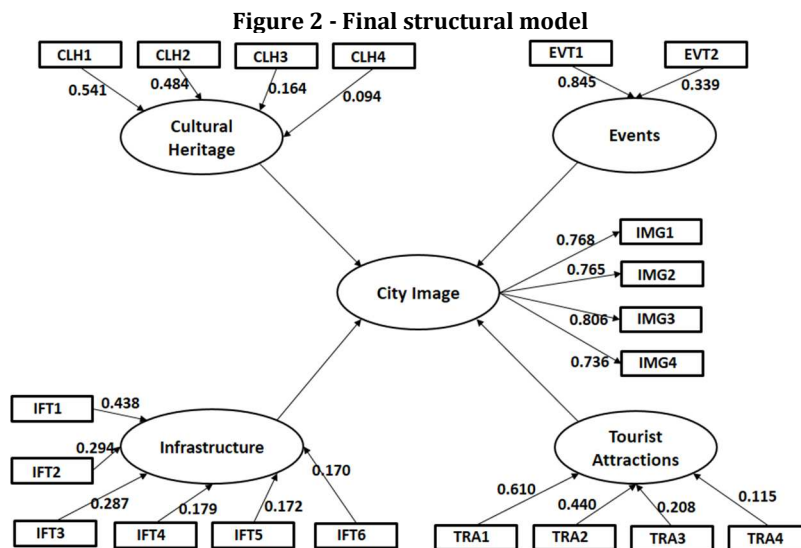 Figure 2 - Final structural model
CLH1
CLH2
CLH3
CLH4
EVT1
EVT2
0.541
0.484
0.164
0.094
0.845
0.339
Cultural
Heritage
Events
City Image
0.768
0.765
0.806
0.736
IMG1
IMG2
IMG3
IMG4
IFT1
IFT2
IFT3
IFT4
IFT5
IFT6
0.438
0.294
0.287
0.179
0.172
0.170
Infrastructure
Tourist
Attractions
0.610
0.440
0.208
0.115
TRA1
TRA2
TRA3
TRA4